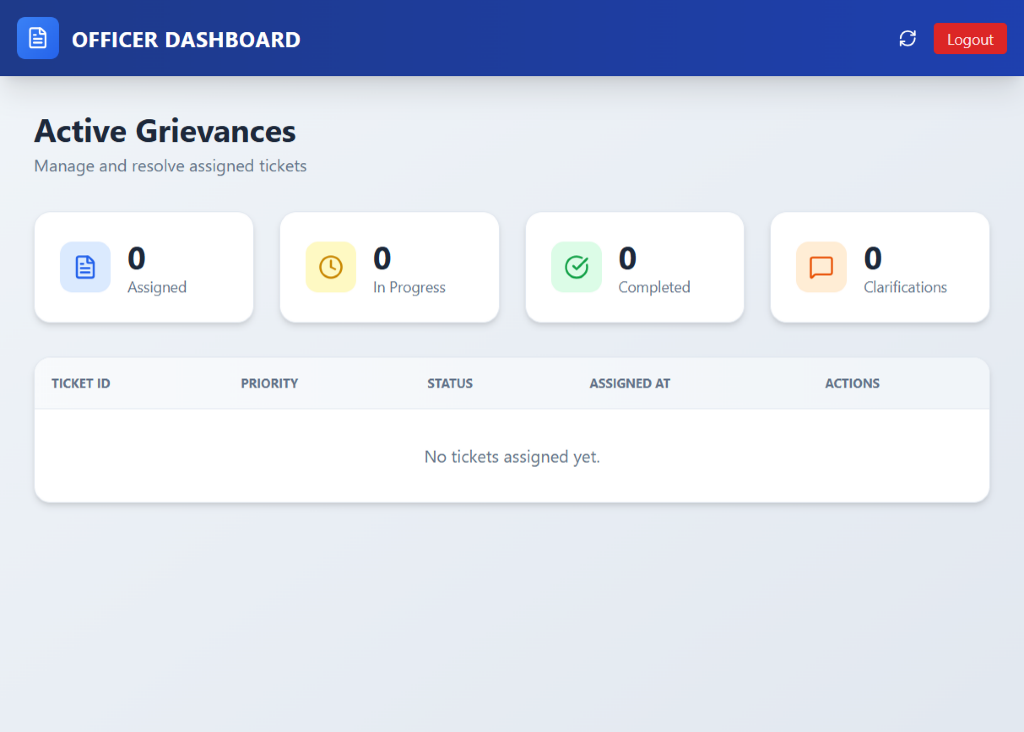 OFFICER DASHBOARD
Logout
Active Grievances
Manage and resolve assigned tickets
0
Assigned
0
In Progress
0
Completed
0
Clarifications
TICKET ID PRIORITY STATUS ASSIGNED AT ACTIONS
No tickets assigned yet.